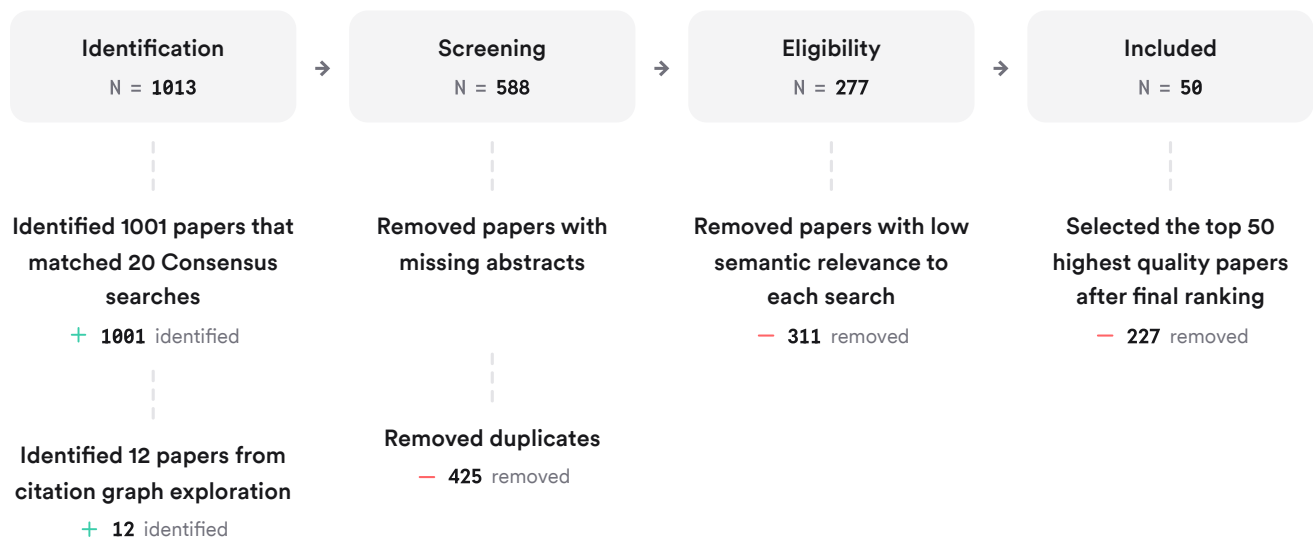 Identification
N = 1013
Screening
N = 588
Eligibility
N = 277
Included
N = 50
Identified 1001 papers that
matched 20 Consensus
searches
+ 1001 identified
Identified 12 papers from
citation graph exploration
+ 12 identified
Removed papers with
missing abstracts
Removed duplicates
− 425 removed
Removed papers with low
semantic relevance to
each search
− 311 removed
Selected the top 50
highest quality papers
after final ranking
− 227 removed